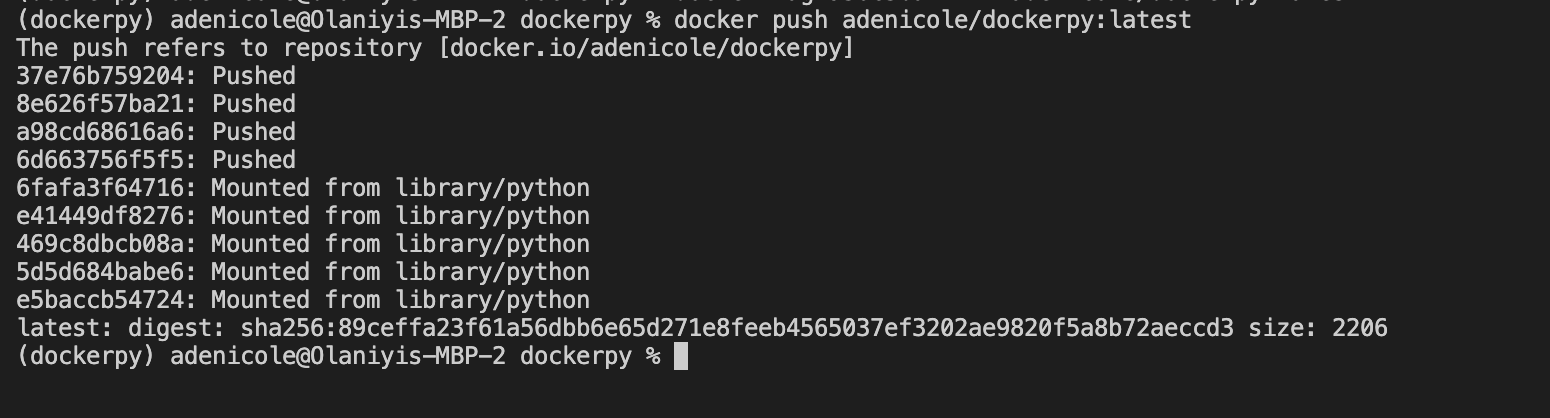 (dockerpy) adenicole@Olaniyis-MBP-2 dockerpy % docker push adenicole/dockerpy:latest
The push refers to repository [docker.io/adenicole/dockerpy]
37e76b759204: Pushed
8e626f57ba21: Pushed
a98cd68616a6: Pushed
6d663756f5f5: Pushed
6fafa3f64716: Mounted from library/python
e41449df8276: Mounted from library/python
469c8dbcb08a: Mounted from library/python
5d5d684babe6: Mounted from library/python
e5baccb54724: Mounted from library/python
latest: digest: sha256:89ceffa23f61a56dbb6e65d271e8feeb4565037ef3202ae9820f5a8b72aeccd3 size: 2206
(dockerpy) adenicole@Olaniyis-MBP-2 dockerpy %